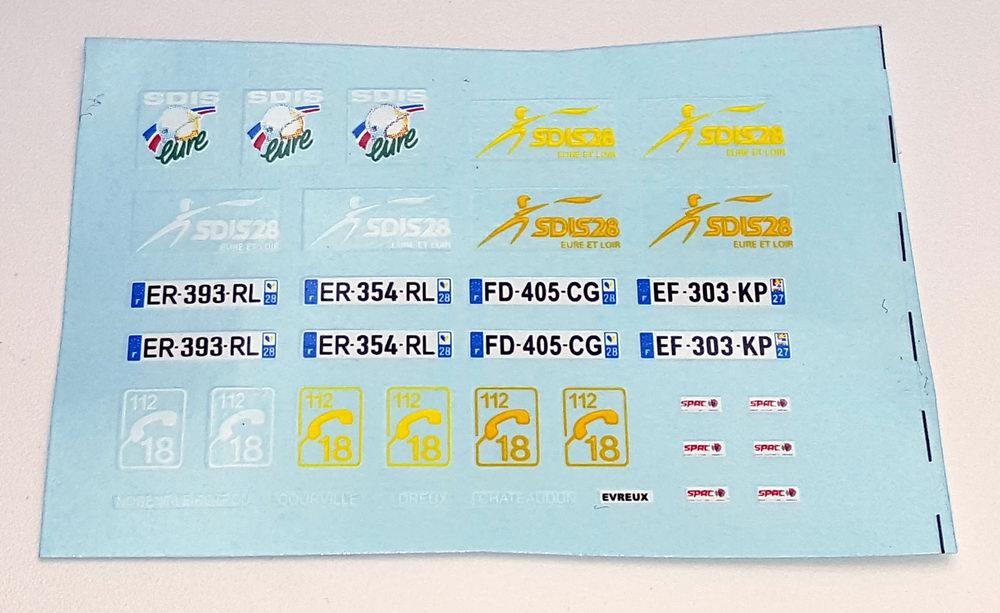 SDIS SDIS SDIS
eure eure eure
SDIS28 SDIS28
EURE ET LOIR EURE ET LOIR
SDIS28 SDIS28 SDIS28 SDIS28
EURE ET LOIR EURE ET LOIR EURE ET LOIR EURE ET LOIR
F ER-393-RL 28 F ER-354-RL 28 F FD-405-CG 28 F EF-303-KP 27
F ER-393-RL 28 F ER-354-RL 28 F FD-405-CG 28 F EF-303-KP 27
112 112 112 112 112 112
18 18 18 18 18 18
SPAC SPAC
SPAC SPAC
COURVILLE DREUX CHATEAUDUN EVREUX SPAC SPAC